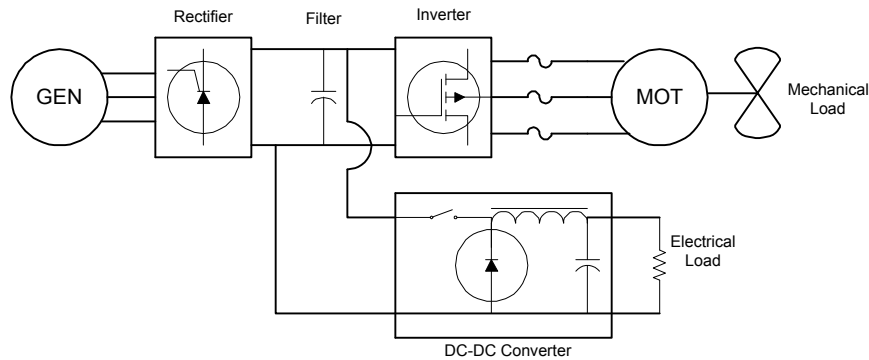 Rectifier
Filter
Inverter
GEN
MOT
Mechanical
Load
Electrical
Load
DC-DC Converter